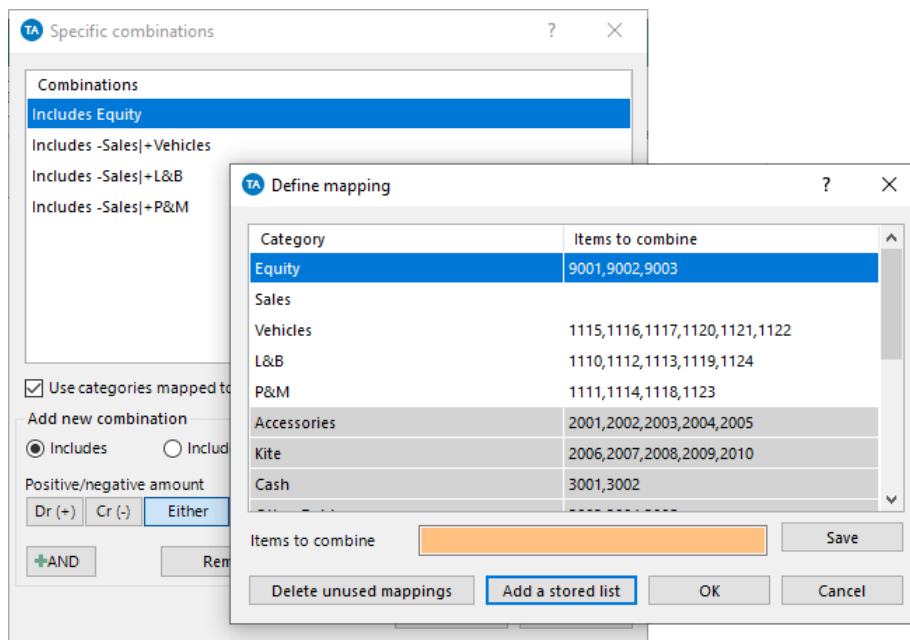 TA Specific combinations ?
Combinations
Includes Equity
Includes -Sales|+Vehicles
Includes -Sales|+L&B
Includes -Sales|+P&M
Use categories mapped to
Add new combination
Includes
Positive/negative amount
Dr (+) Cr (-) Either
AND
TA Define mapping ?
Category Items to combine
Equity 9001,9002,9003
Sales
Vehicles 1115,1116,1117,1120,1121,1122
L&B 1110,1112,1113,1119,1124
P&M 1111,1114,1118,1123
Accessories 2001,2002,2003,2004,2005
Kite 2006,2007,2008,2009,2010
Cash 3001,3002
Items to combine Save
Delete unused mappings Add a stored list OK Cancel